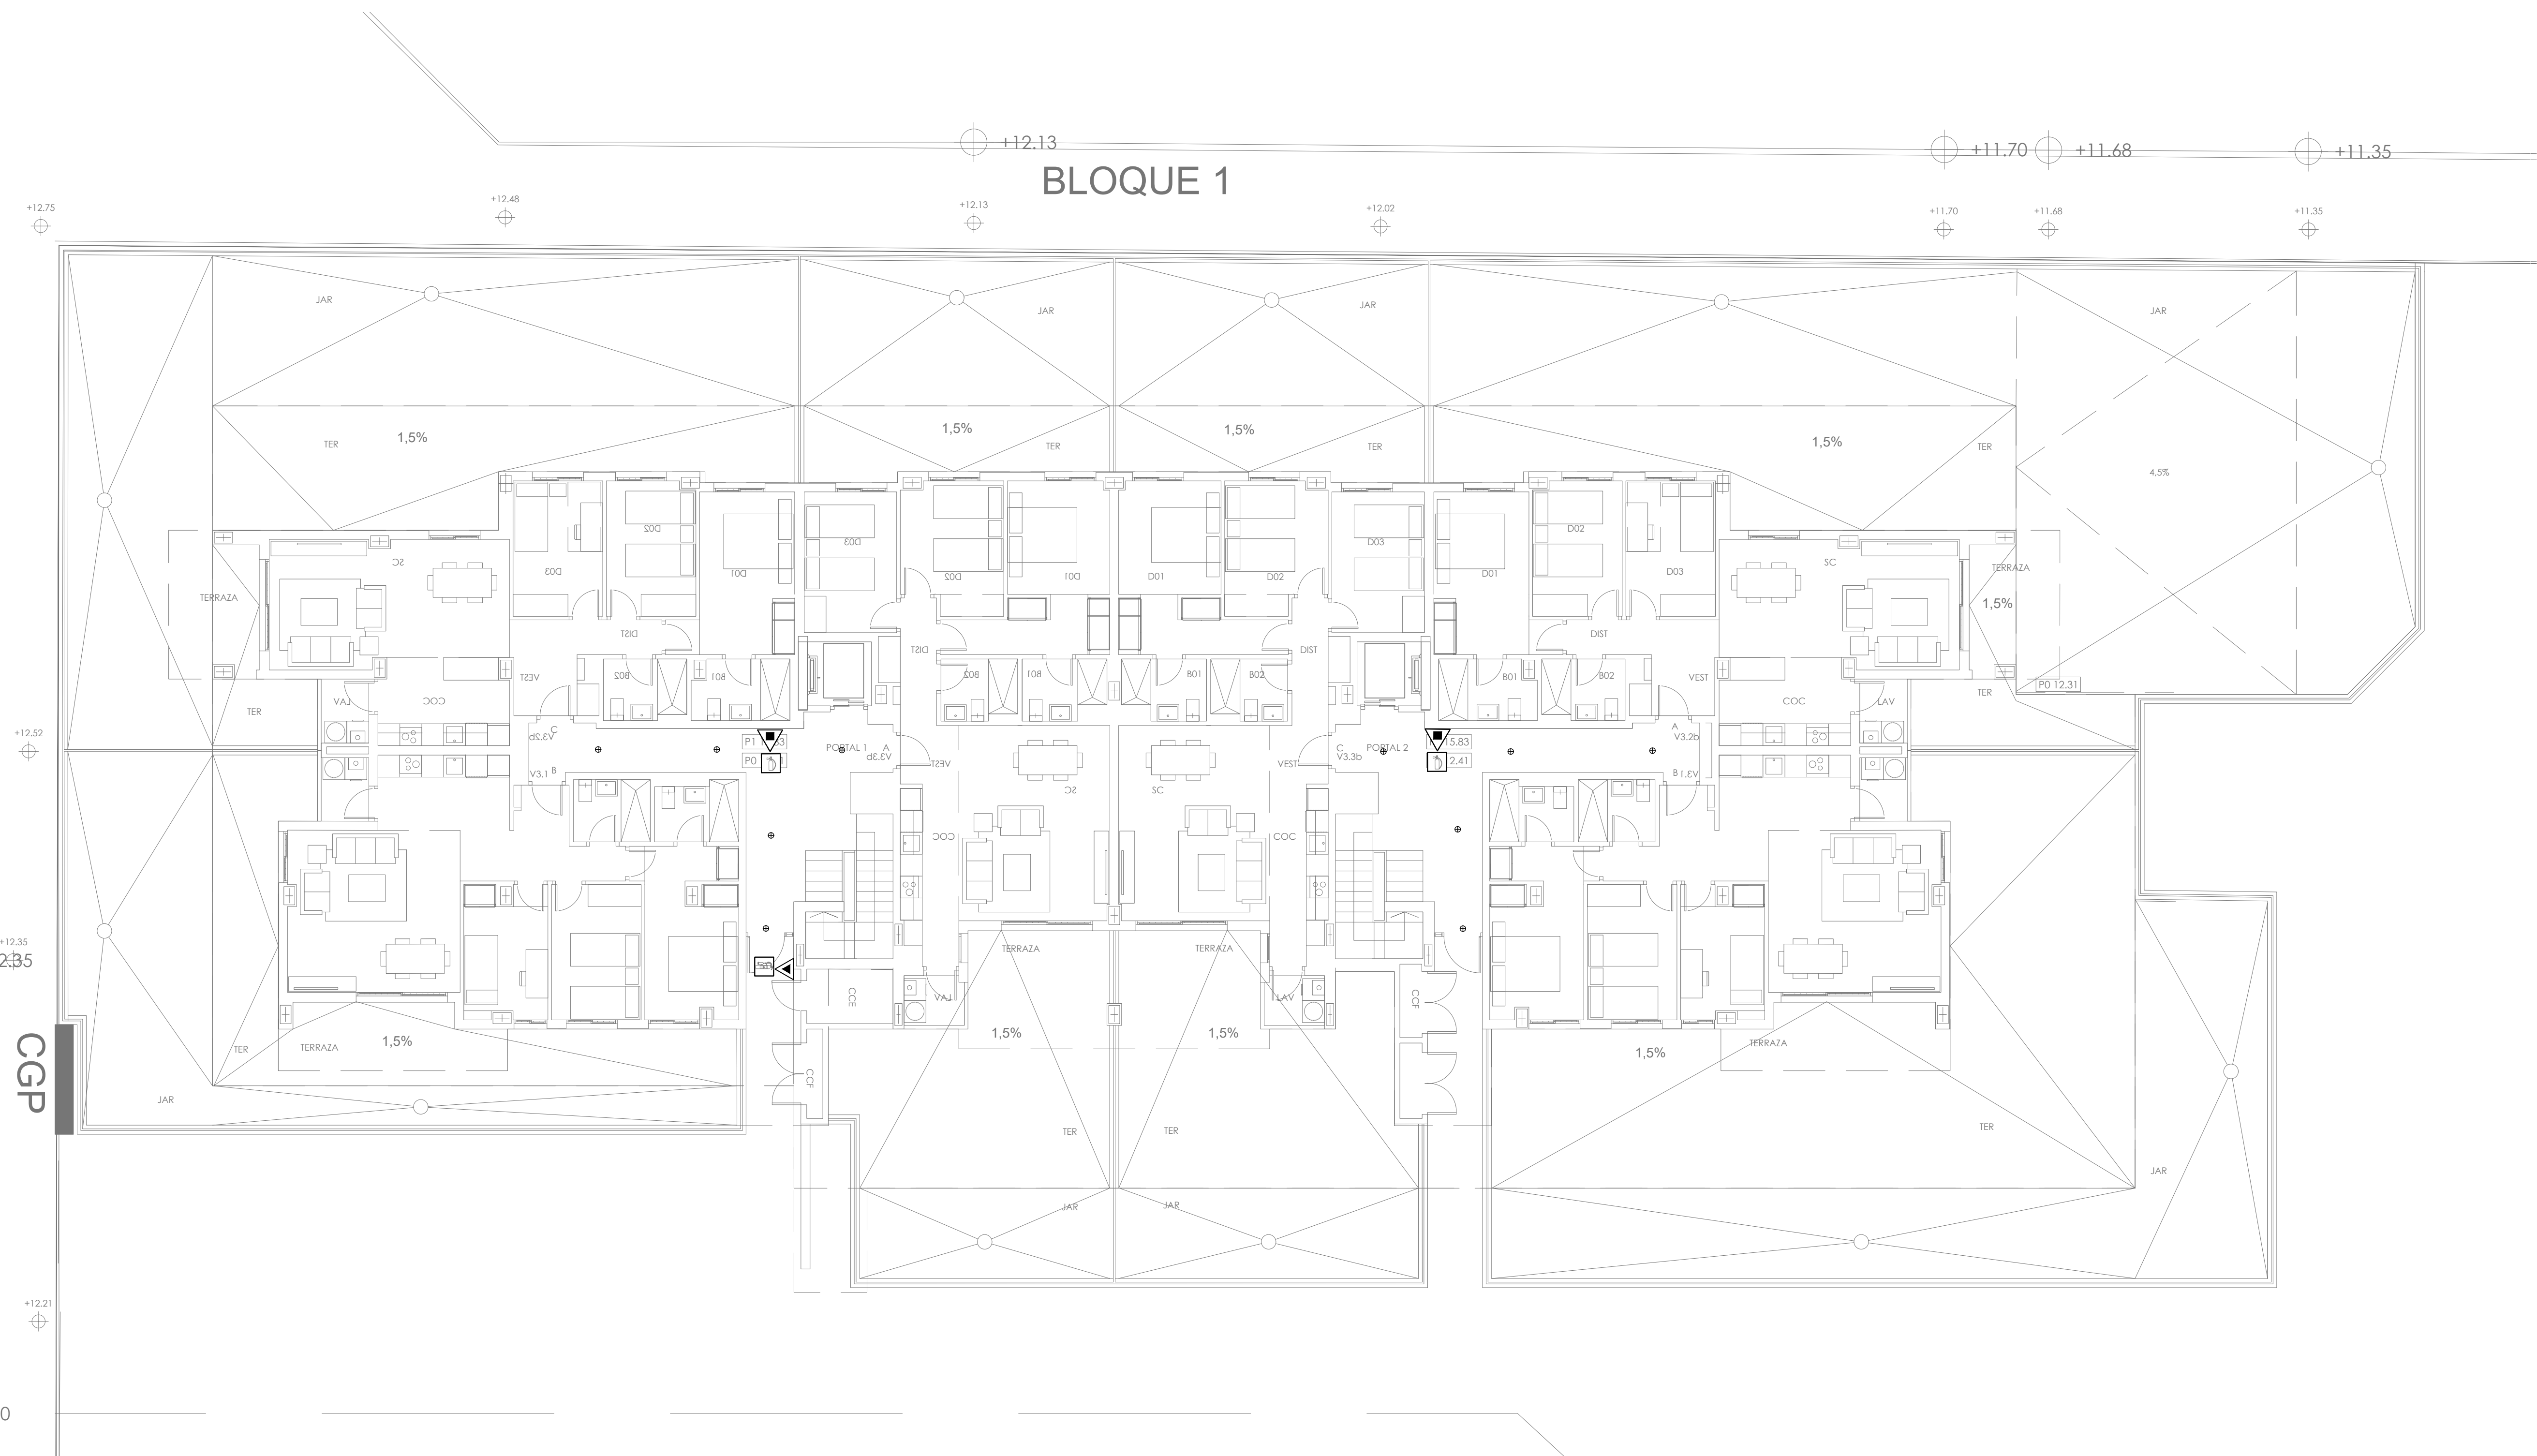 +12.13
+11.70
+11.68
+11.35
BLOQUE 1
+12.75
+12.48
+12.13
+12.02
+11.70
+11.68
+11.35
JAR
JAR
JAR
JAR
TER
1,5%
1,5%
TER
1,5%
TER
1,5%
TER
4,5%
D03
D02
D01
D03
D02
D01
D01
D02
D03
D01
D02
D03
SC
SC
TERRAZA
TERRAZA
1,5%
DIST
DIST
DIST
DIST
VEST
B02
B01
B02
B01
B01
B02
B01
B02
VEST
P0 12.31
LAV
COC
COC
LAV
TER
TER
+12.52
C
V3.2b
V3.1
B
P1
P0
PORTAL 1
A
V3.3b
VEST
VEST
C
V3.3b
15.83
2.41
PORTAL 2
A
V3.2b
B
V3.1
SC
SC
COC
COC
+12.35
2.35
TERRAZA
TERRAZA
CCF
LAV
LAV
CCF
CGP
TER
TERRAZA
1,5%
1,5%
1,5%
1,5%
TERRAZA
CCF
JAR
TER
TER
TER
JAR
JAR
JAR
+12.21
0